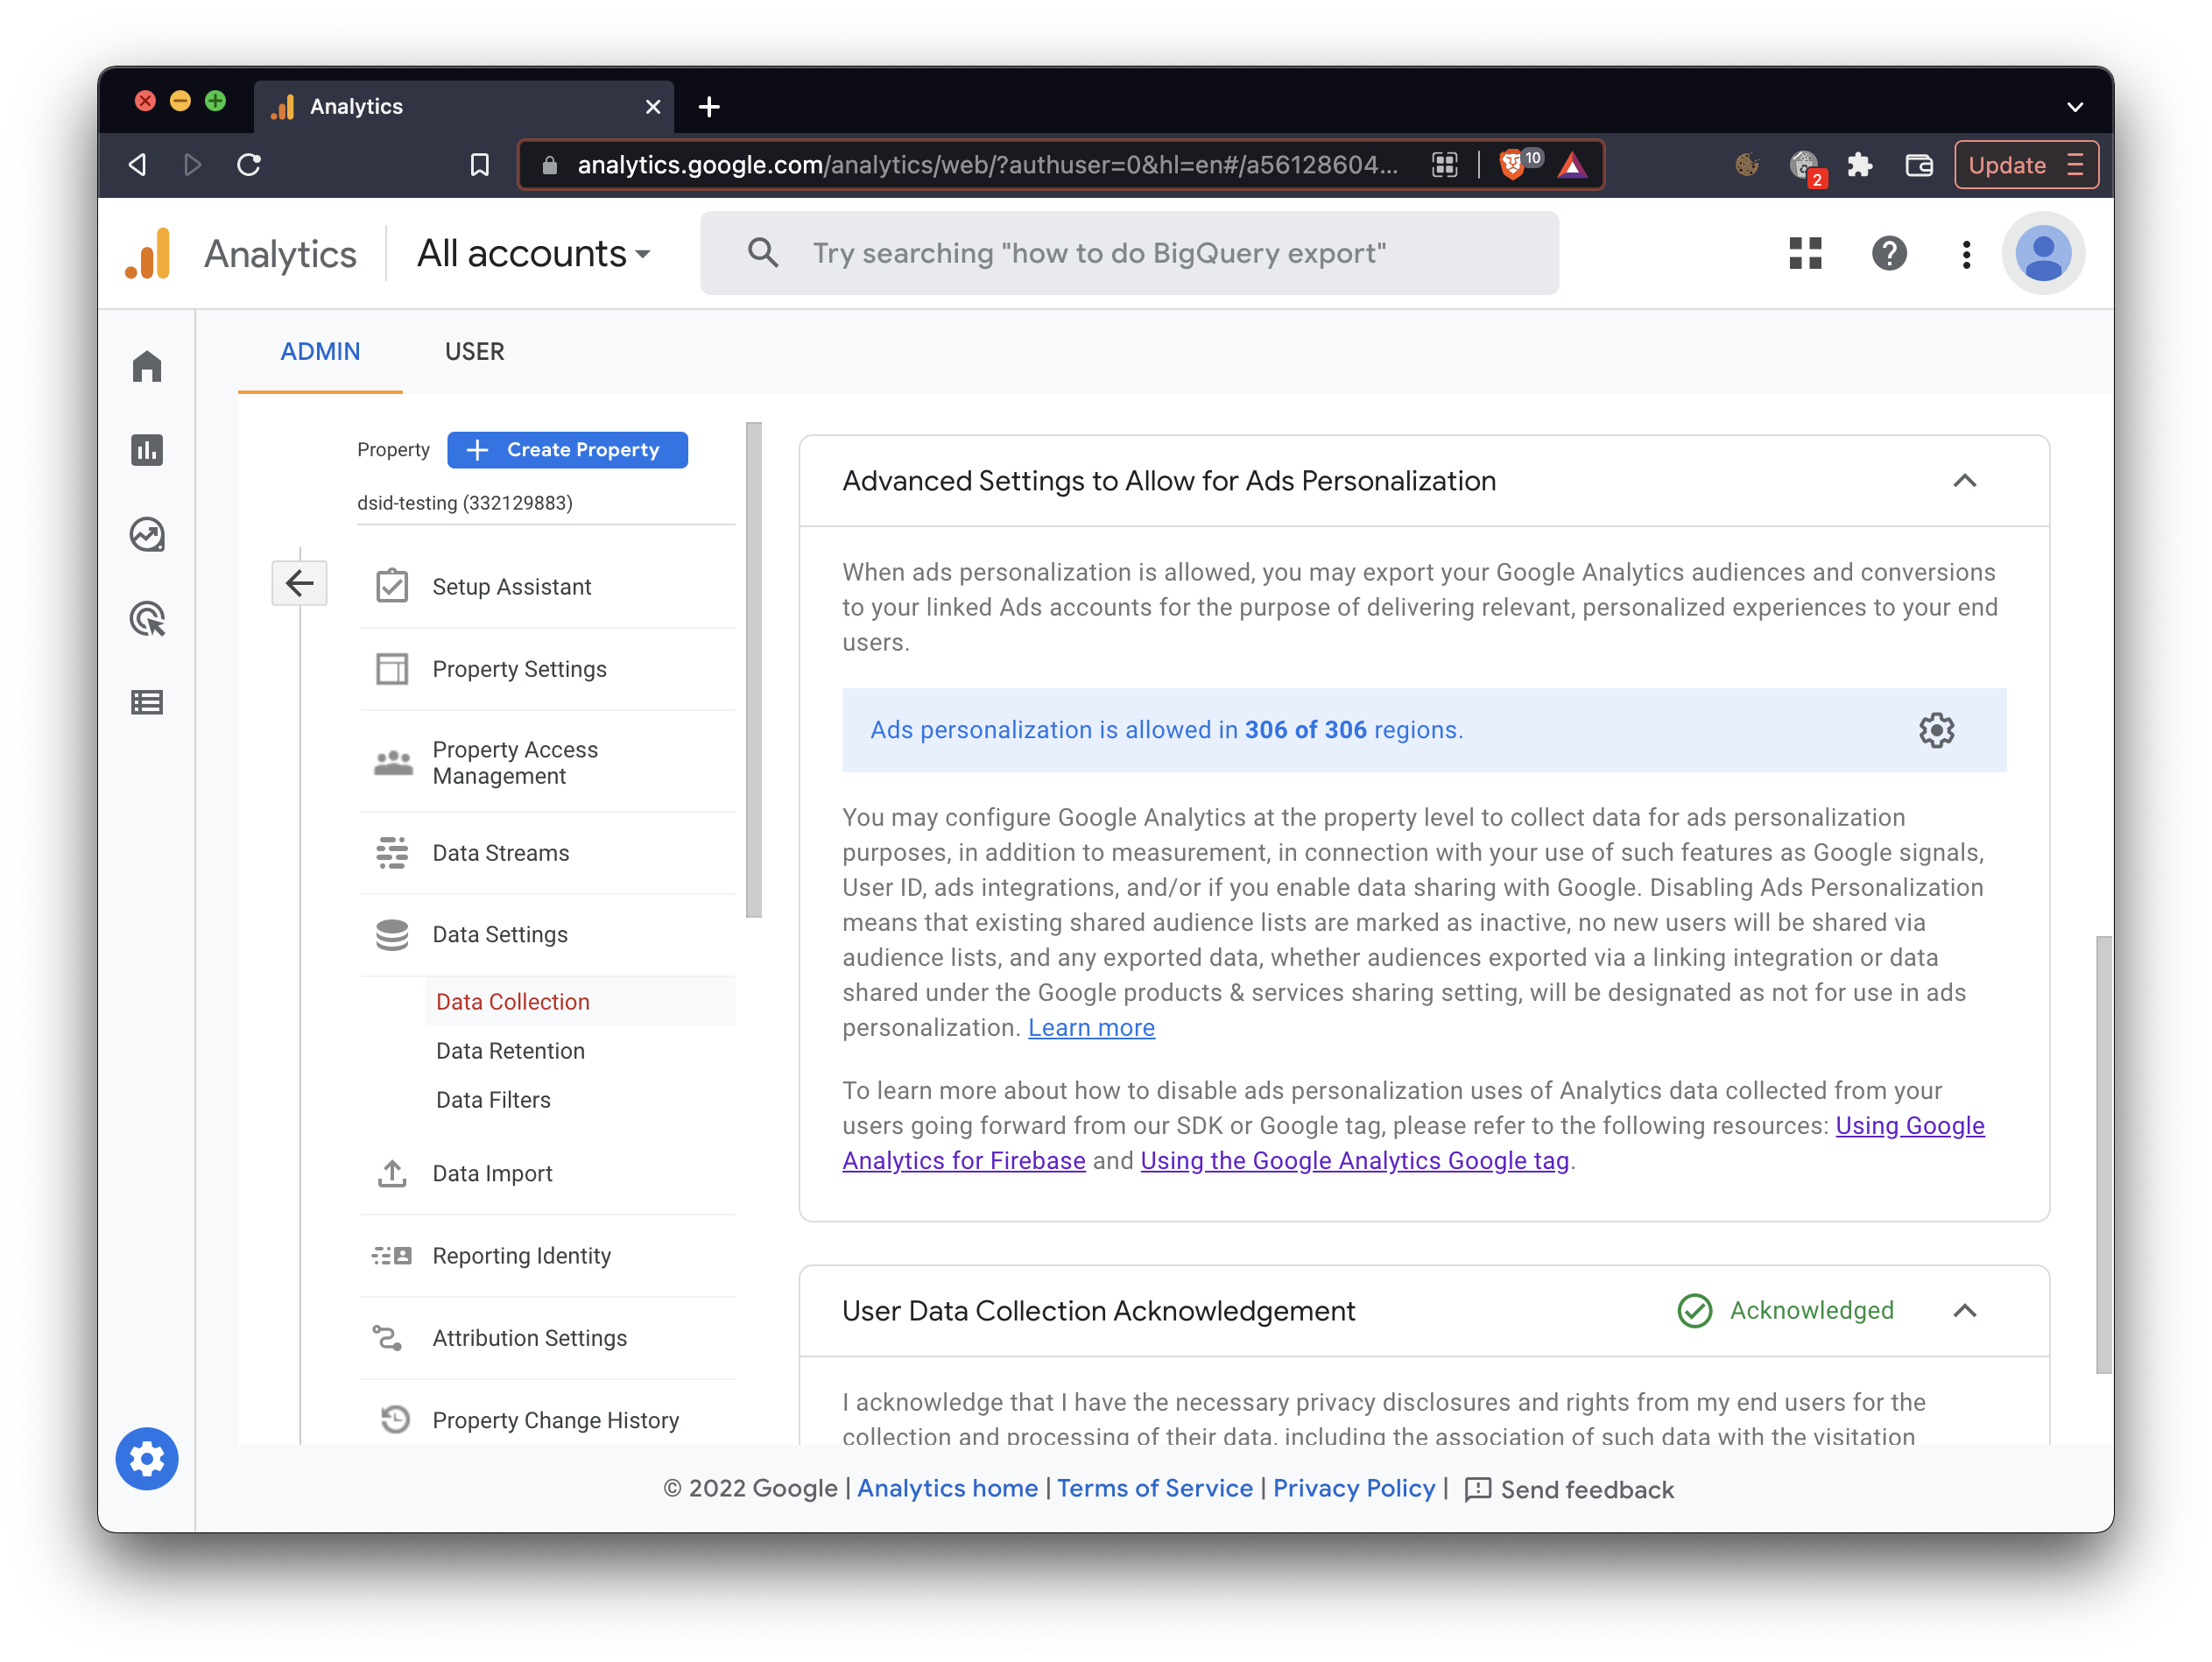 Analytics
analytics.google.com/analytics/web/?authuser=0&hl=en#/a56128604...
10
2
Update
Analytics
All accounts
Try searching "how to do BigQuery export"
ADMIN
USER
Property
Create Property
dsid-testing (332129883)
Setup Assistant
Property Settings
Property Access
Management
Data Streams
Data Settings
Data Collection
Data Retention
Data Filters
Data Import
Reporting Identity
Attribution Settings
Property Change History
Advanced Settings to Allow for Ads Personalization
When ads personalization is allowed, you may export your Google Analytics audiences and conversions
to your linked Ads accounts for the purpose of delivering relevant, personalized experiences to your end
users.
Ads personalization is allowed in 306 of 306 regions.
You may configure Google Analytics at the property level to collect data for ads personalization
purposes, in addition to measurement, in connection with your use of such features as Google signals,
User ID, ads integrations, and/or if you enable data sharing with Google. Disabling Ads Personalization
means that existing shared audience lists are marked as inactive, no new users will be shared via
audience lists, and any exported data, whether audiences exported via a linking integration or data
shared under the Google products & services sharing setting, will be designated as not for use in ads
personalization. Learn more
To learn more about how to disable ads personalization uses of Analytics data collected from your
users going forward from our SDK or Google tag, please refer to the following resources: Using Google
Analytics for Firebase and Using the Google Analytics Google tag.
User Data Collection Acknowledgement
Acknowledged
I acknowledge that I have the necessary privacy disclosures and rights from my end users for the
collection and processing of their data, including the association of such data with the visitation
© 2022 Google | Analytics home | Terms of Service | Privacy Policy | Send feedback